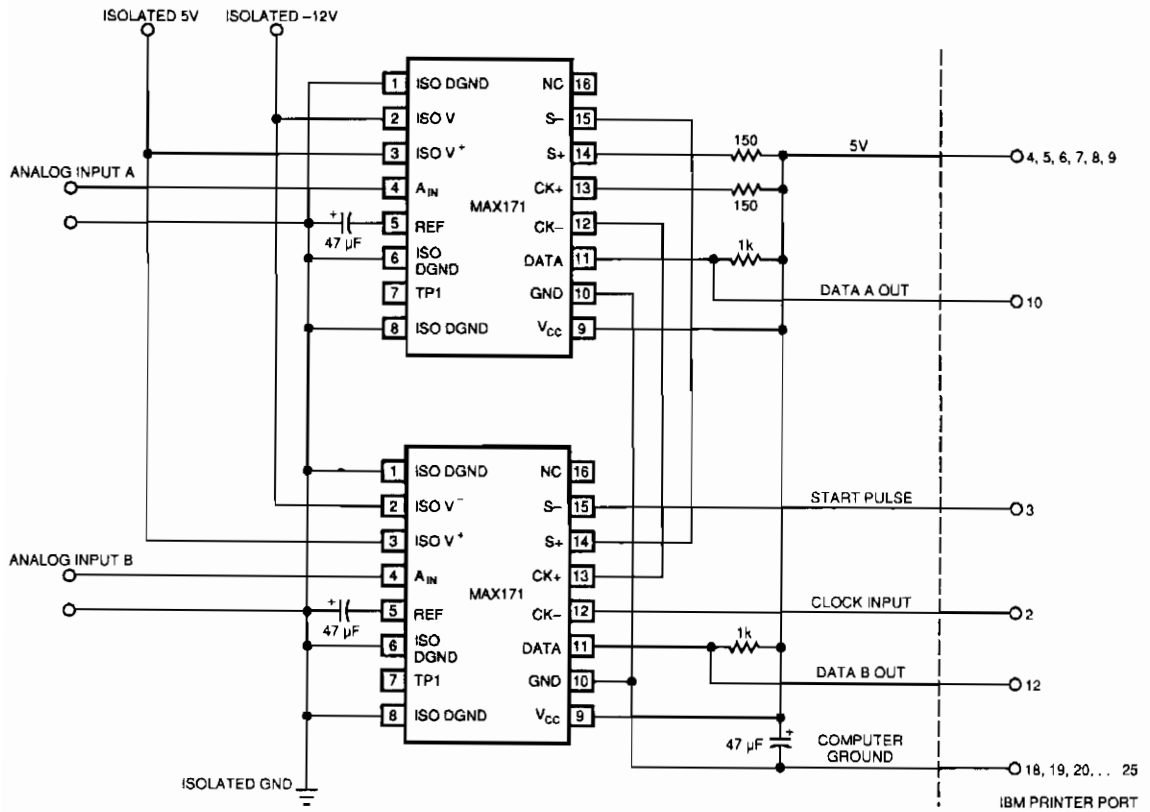 ISOLATED 5V
ISOLATED –12V
1 ISO DGND
NC 16
2 ISO V
S– 15
3 ISO V+
S+ 14
150
5V
4, 5, 6, 7, 8, 9
ANALOG INPUT A
4 AIN
CK+ 13
150
MAX171
+
47 µF
5 REF
CK– 12
6 ISO DGND
DATA 11
1k
7 TP1
GND 10
DATA A OUT
10
8 ISO DGND
VCC 9
1 ISO DGND
NC 16
2 ISO V–
S– 15
START PULSE
3
3 ISO V+
S+ 14
ANALOG INPUT B
4 AIN
CK+ 13
MAX171
+
47 µF
5 REF
CK– 12
CLOCK INPUT
2
6 ISO DGND
DATA 11
1k
7 TP1
GND 10
DATA B OUT
12
8 ISO DGND
VCC 9
47 µF
+
COMPUTER
GROUND
18, 19, 20, . . . 25
ISOLATED GND
IBM PRINTER PORT